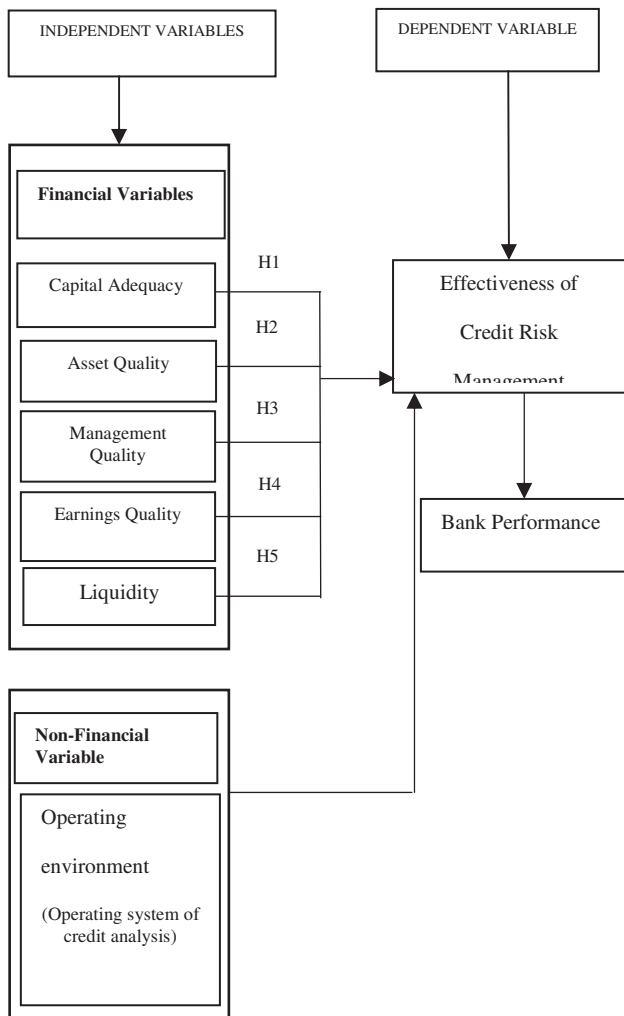 INDEPENDENT VARIABLES
DEPENDENT VARIABLE
Financial Variables
H1
Capital Adequacy
H2
Asset Quality
H3
Management
Quality
H4
Earnings Quality
H5
Liquidity
Effectiveness of
Credit Risk
Management
Bank Performance
Non-Financial
Variable
Operating
environment
(Operating system of
credit analysis)